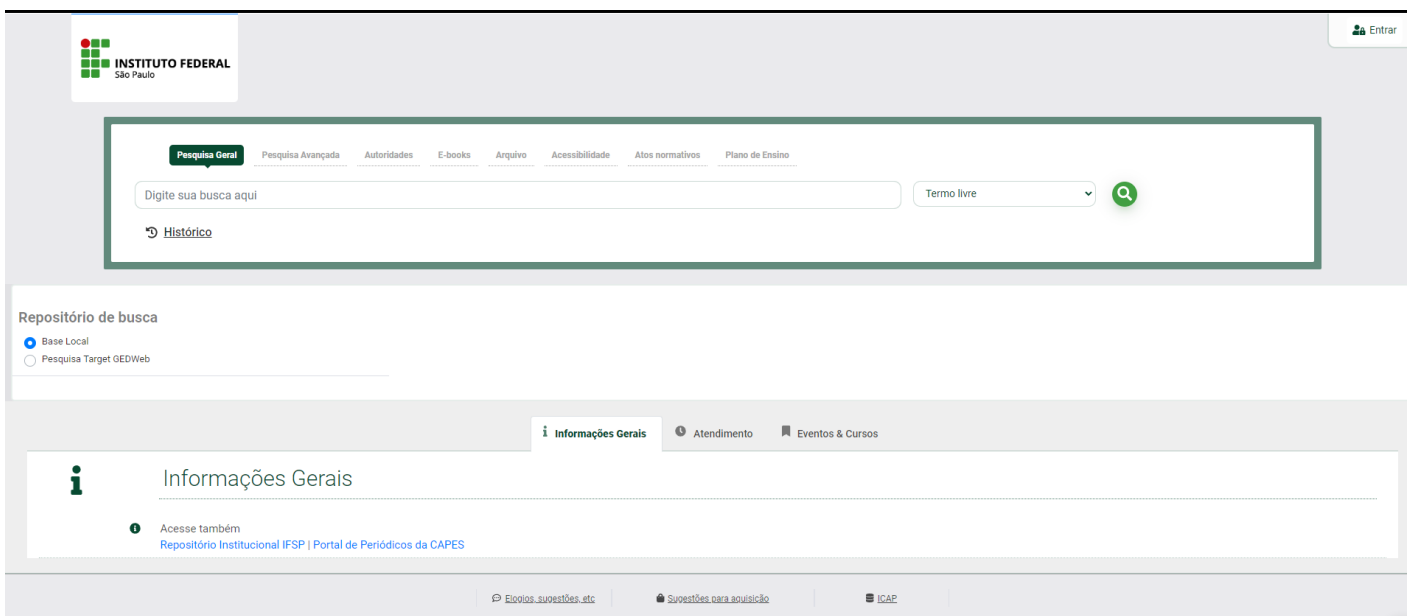 INSTITUTO FEDERAL
São Paulo
Entrar
Pesquisa Geral Pesquisa Avançada Autoridades E-books Arquivo Acessibilidade Atos normativos Plano de Ensino
Digite sua busca aqui Termo livre
Histórico
Repositório de busca
Base Local
Pesquisa Target GEDWeb
Informações Gerais Atendimento Eventos & Cursos
Informações Gerais
Acesse também
Repositório Institucional IFSP | Portal de Periódicos da CAPES
Elogios, sugestões, etc Sugestões para aquisição ICAP